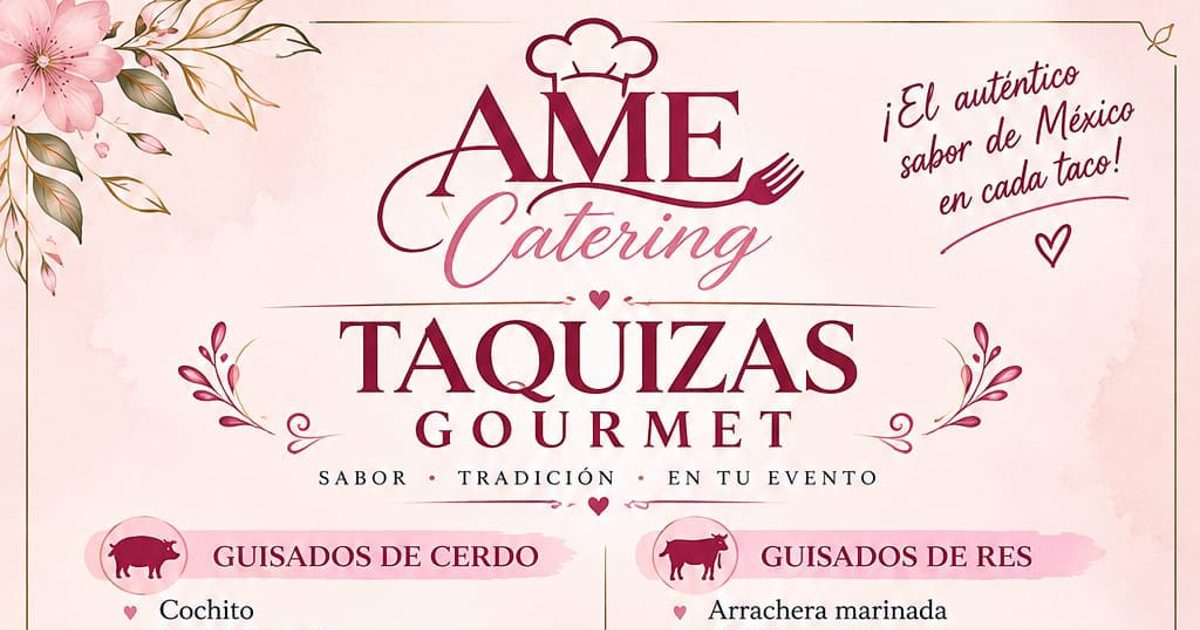 AME
Catering
¡El auténtico
sabor de México
en cada taco!
TAQUIZAS
GOURMET
SABOR • TRADICIÓN • EN TU EVENTO
GUISADOS DE CERDO
Cochito
GUISADOS DE RES
Arrachera marinada